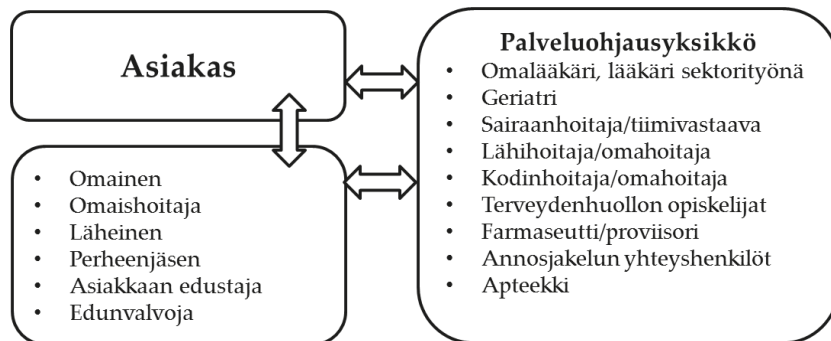 Asiakas
• Omainen
• Omaishoitaja
• Läheinen
• Perheenjäsen
• Asiakkaan edustaja
• Edunvalvoja
Palveluohjausyksikkö
• Omalääkäri, lääkäri sektorityönä
• Geriatri
• Sairaanhoitaja/tiimivastaava
• Lähihoitaja/omahoitaja
• Kodinhoitaja/omahoitaja
• Terveydenhuollon opiskelijat
• Farmaseutti/proviisori
• Annosjakelun yhteyshenkilöt
• Apteekki